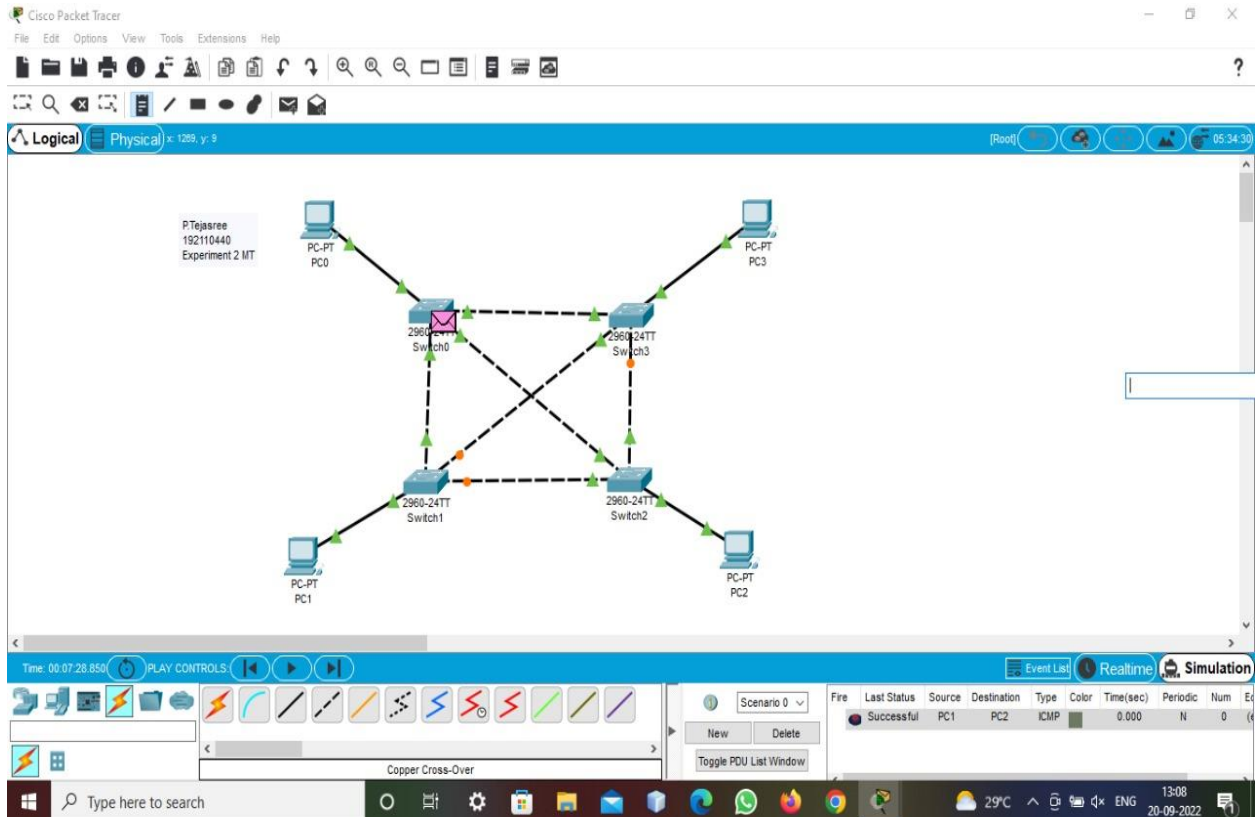 Cisco Packet Tracer
File Edit Options View Tools Extensions Help
?
Logical Physical x: 1269, y: 9 [Root] 05:34:30
P.Tejasree
192110440
Experiment 2 MT
PC-PT
PC0
PC-PT
PC3
Switch0
2960-24TT
Switch3
2960-24TT
Switch1
2960-24TT
Switch2
PC-PT
PC1
PC-PT
PC2
Time: 00:07:28.850 PLAY CONTROLS: Event List Realtime Simulation
Scenario 0
New Delete
Toggle PDU List Window
Fire Last Status Source Destination Type Color Time(sec) Periodic Num
Successful PC1 PC2 ICMP 0.000 N 0
Copper Cross-Over
Type here to search
29°C ENG
13:08
20-09-2022